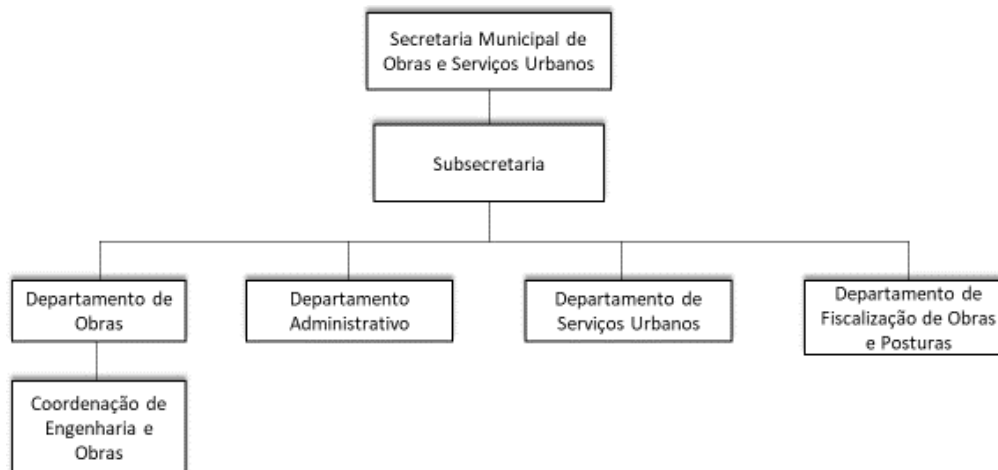 Secretaria Municipal de
Obras e Serviços Urbanos
Subsecretaria
Departamento de
Obras
Departamento
Administrativo
Departamento de
Serviços Urbanos
Departamento de
Fiscalização de Obras
e Posturas
Coordenação de
Engenharia e
Obras